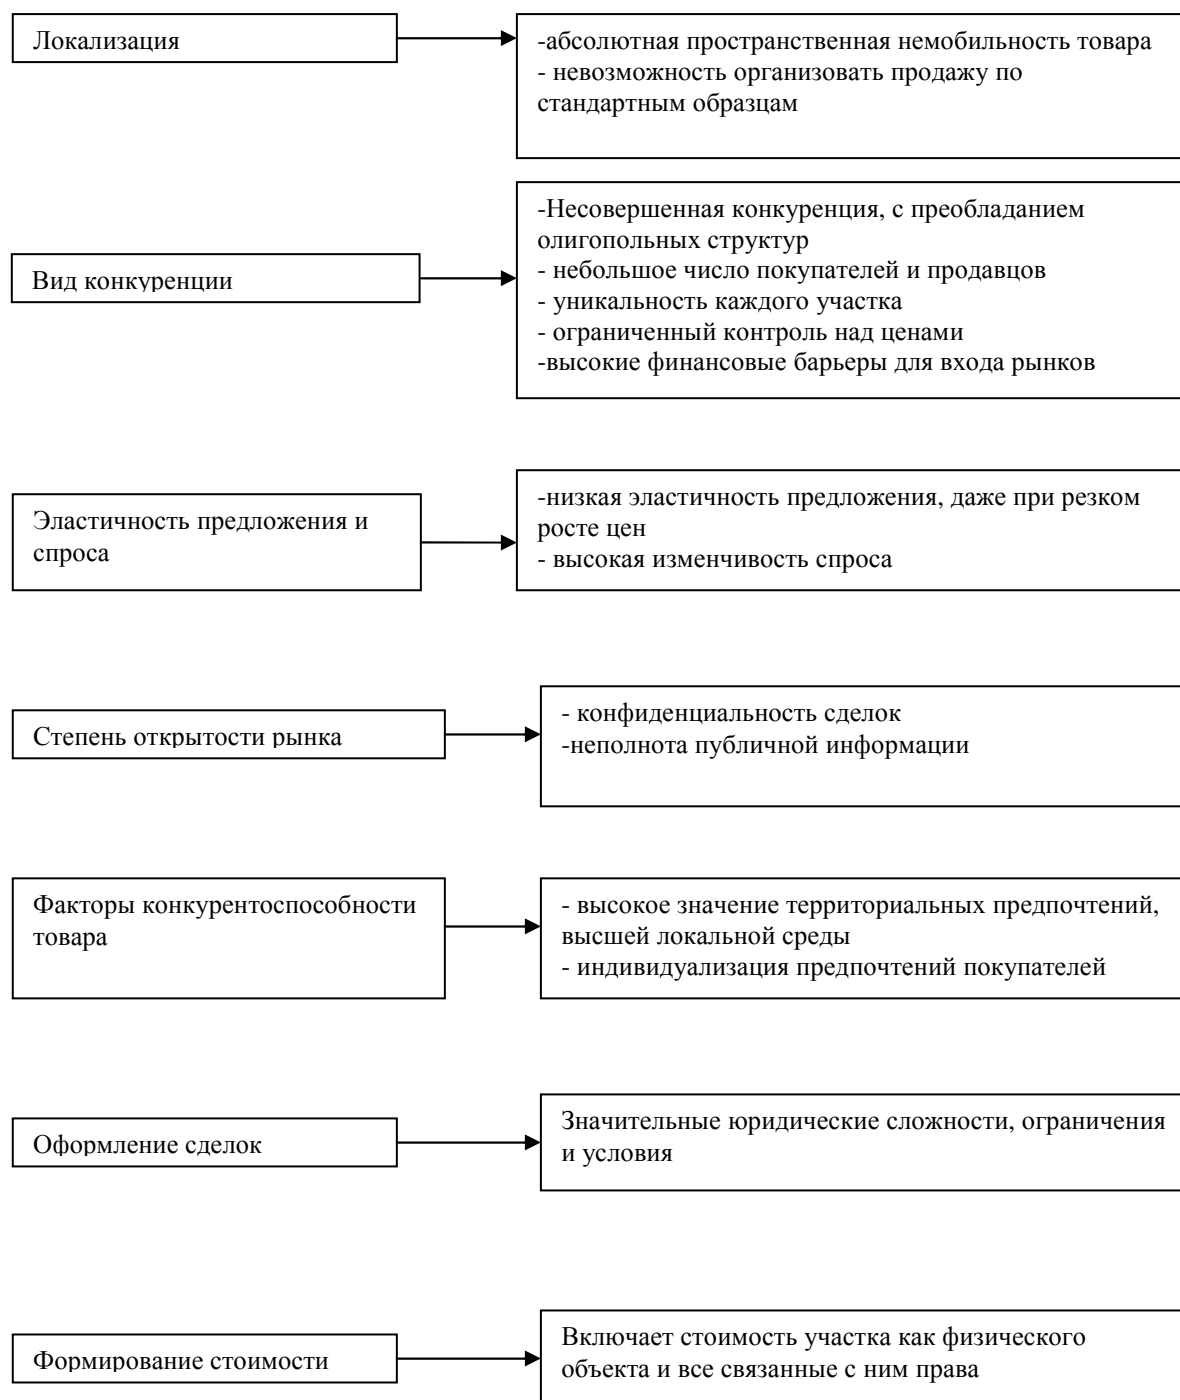 Локализация
-абсолютная пространственная немобильность товара
- невозможность организовать продажу по
стандартным образцам
Вид конкуренции
-Несовершенная конкуренция, с преобладанием
олигопольных структур
- небольшое число покупателей и продавцов
- уникальность каждого участка
- ограниченный контроль над ценами
-высокие финансовые барьеры для входа рынков
Эластичность предложения и
спроса
-низкая эластичность предложения, даже при резком
росте цен
- высокая изменчивость спроса
Степень открытости рынка
- конфиденциальность сделок
-неполнота публичной информации
Факторы конкурентоспособности
товара
- высокое значение территориальных предпочтений,
высшей локальной среды
- индивидуализация предпочтений покупателей
Оформление сделок
Значительные юридические сложности, ограничения
и условия
Формирование стоимости
Включает стоимость участка как физического
объекта и все связанные с ним права